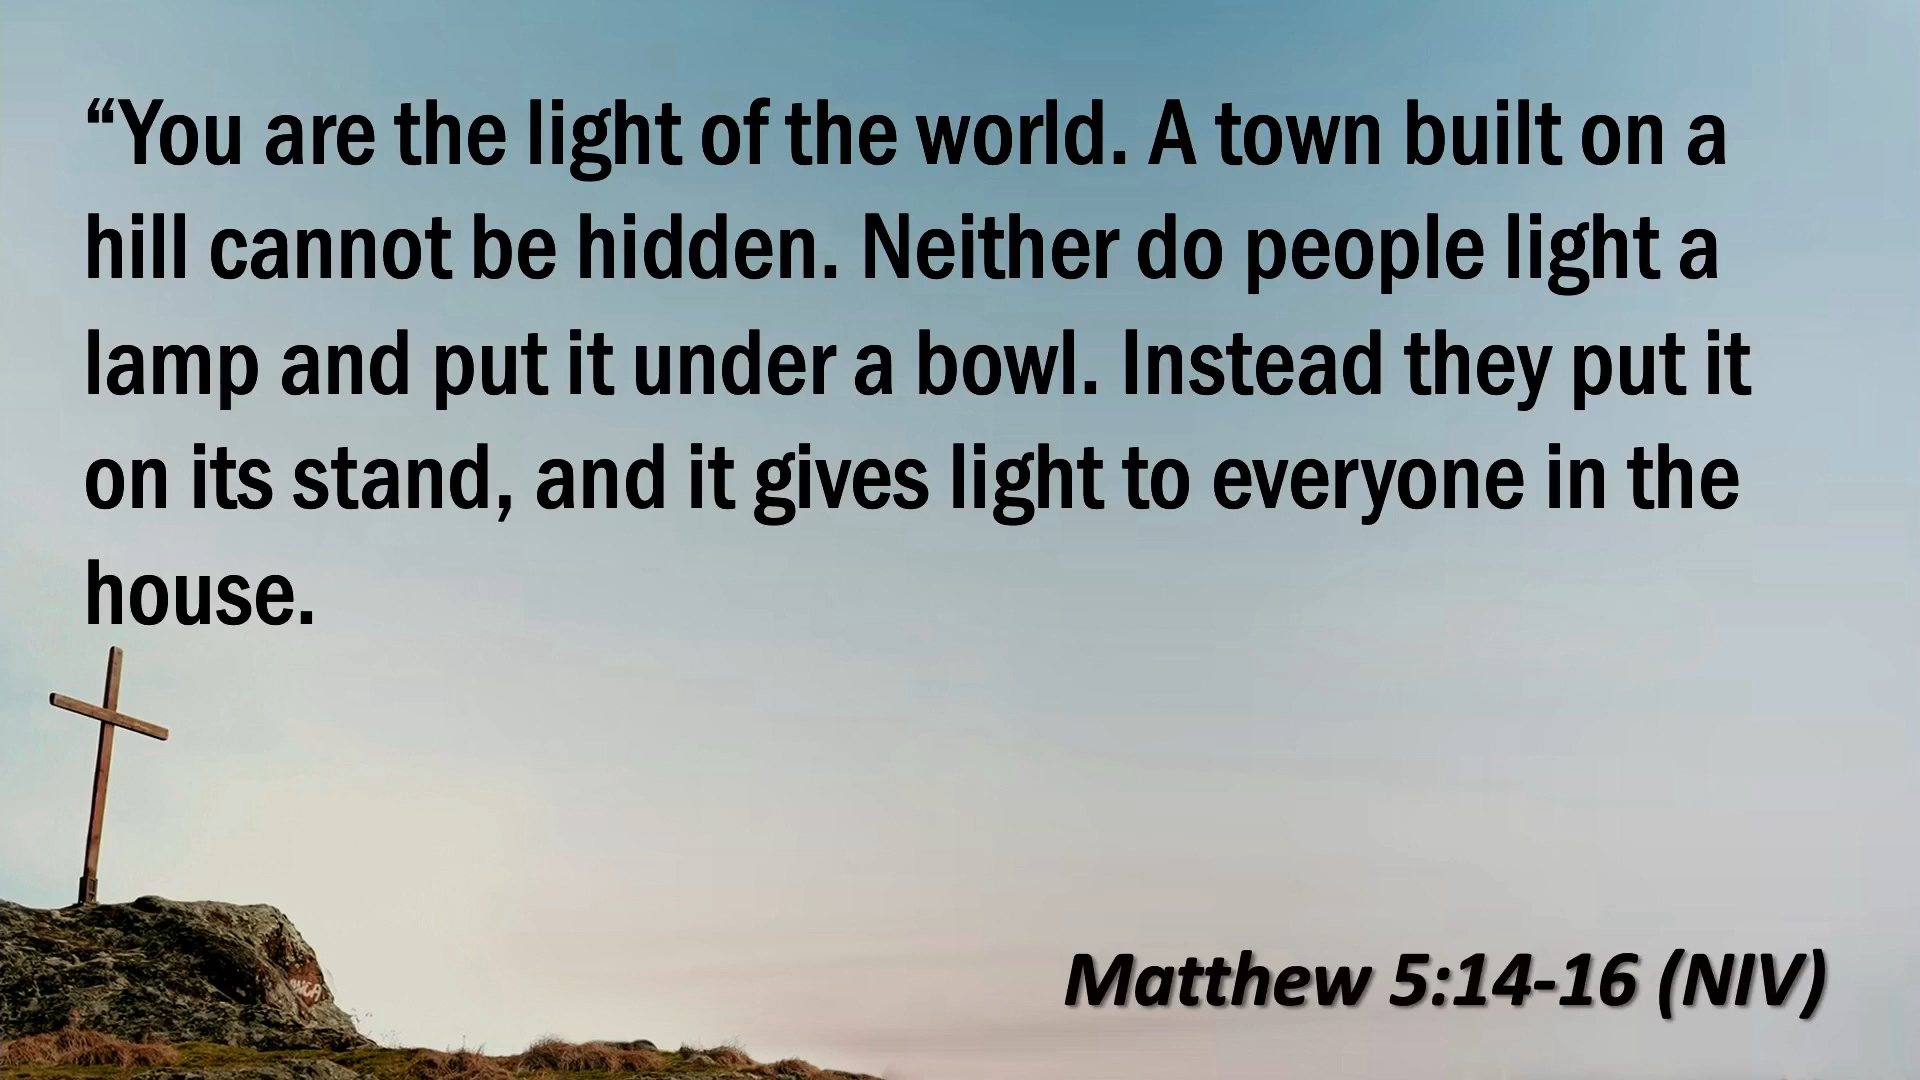 “You are the light of the world. A town built on a
hill cannot be hidden. Neither do people light a
lamp and put it under a bowl. Instead they put it
on its stand, and it gives light to everyone in the
house.
Matthew 5:14-16 (NIV)